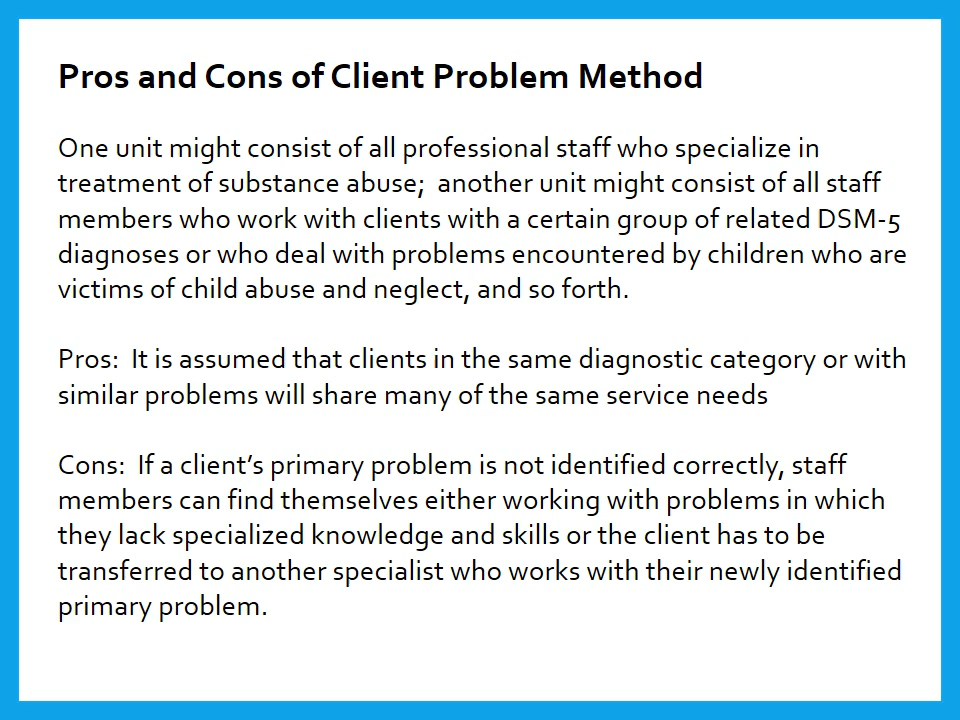 Pros and Cons of Client Problem Method
One unit might consist of all professional staff who specialize in
treatment of substance abuse;  another unit might consist of all staff
members who work with clients with a certain group of related DSM-5
diagnoses or who deal with problems encountered by children who are
victims of child abuse and neglect, and so forth.
Pros:  It is assumed that clients in the same diagnostic category or with
similar problems will share many of the same service needs
Cons:  If a client’s primary problem is not identified correctly, staff
members can find themselves either working with problems in which
they lack specialized knowledge and skills or the client has to be
transferred to another specialist who works with their newly identified
primary problem.